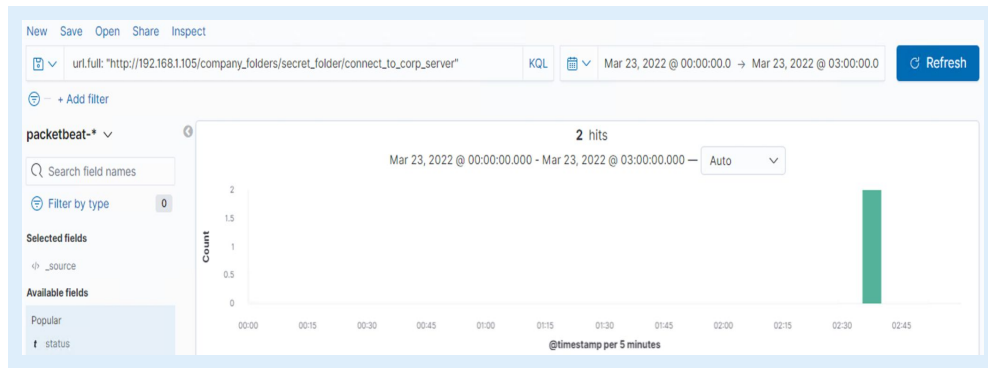 New Save Open Share Inspect
url.full: "http://192.168.1.105/company_folders/secret_folder/connect_to_corp_server" KQL Mar 23, 2022 @ 00:00:00.0 → Mar 23, 2022 @ 03:00:00.0 Refresh
+ Add filter
packetbeat-*
Search field names
Filter by type 0
Selected fields
_source
Available fields
Popular
t status
2 hits
Mar 23, 2022 @ 00:00:00.000 - Mar 23, 2022 @ 03:00:00.000 — Auto
Count
2
1.5
1
0.5
0
00:00 00:15 00:30 00:45 01:00 01:15 01:30 01:45 02:00 02:15 02:30 02:45
@timestamp per 5 minutes